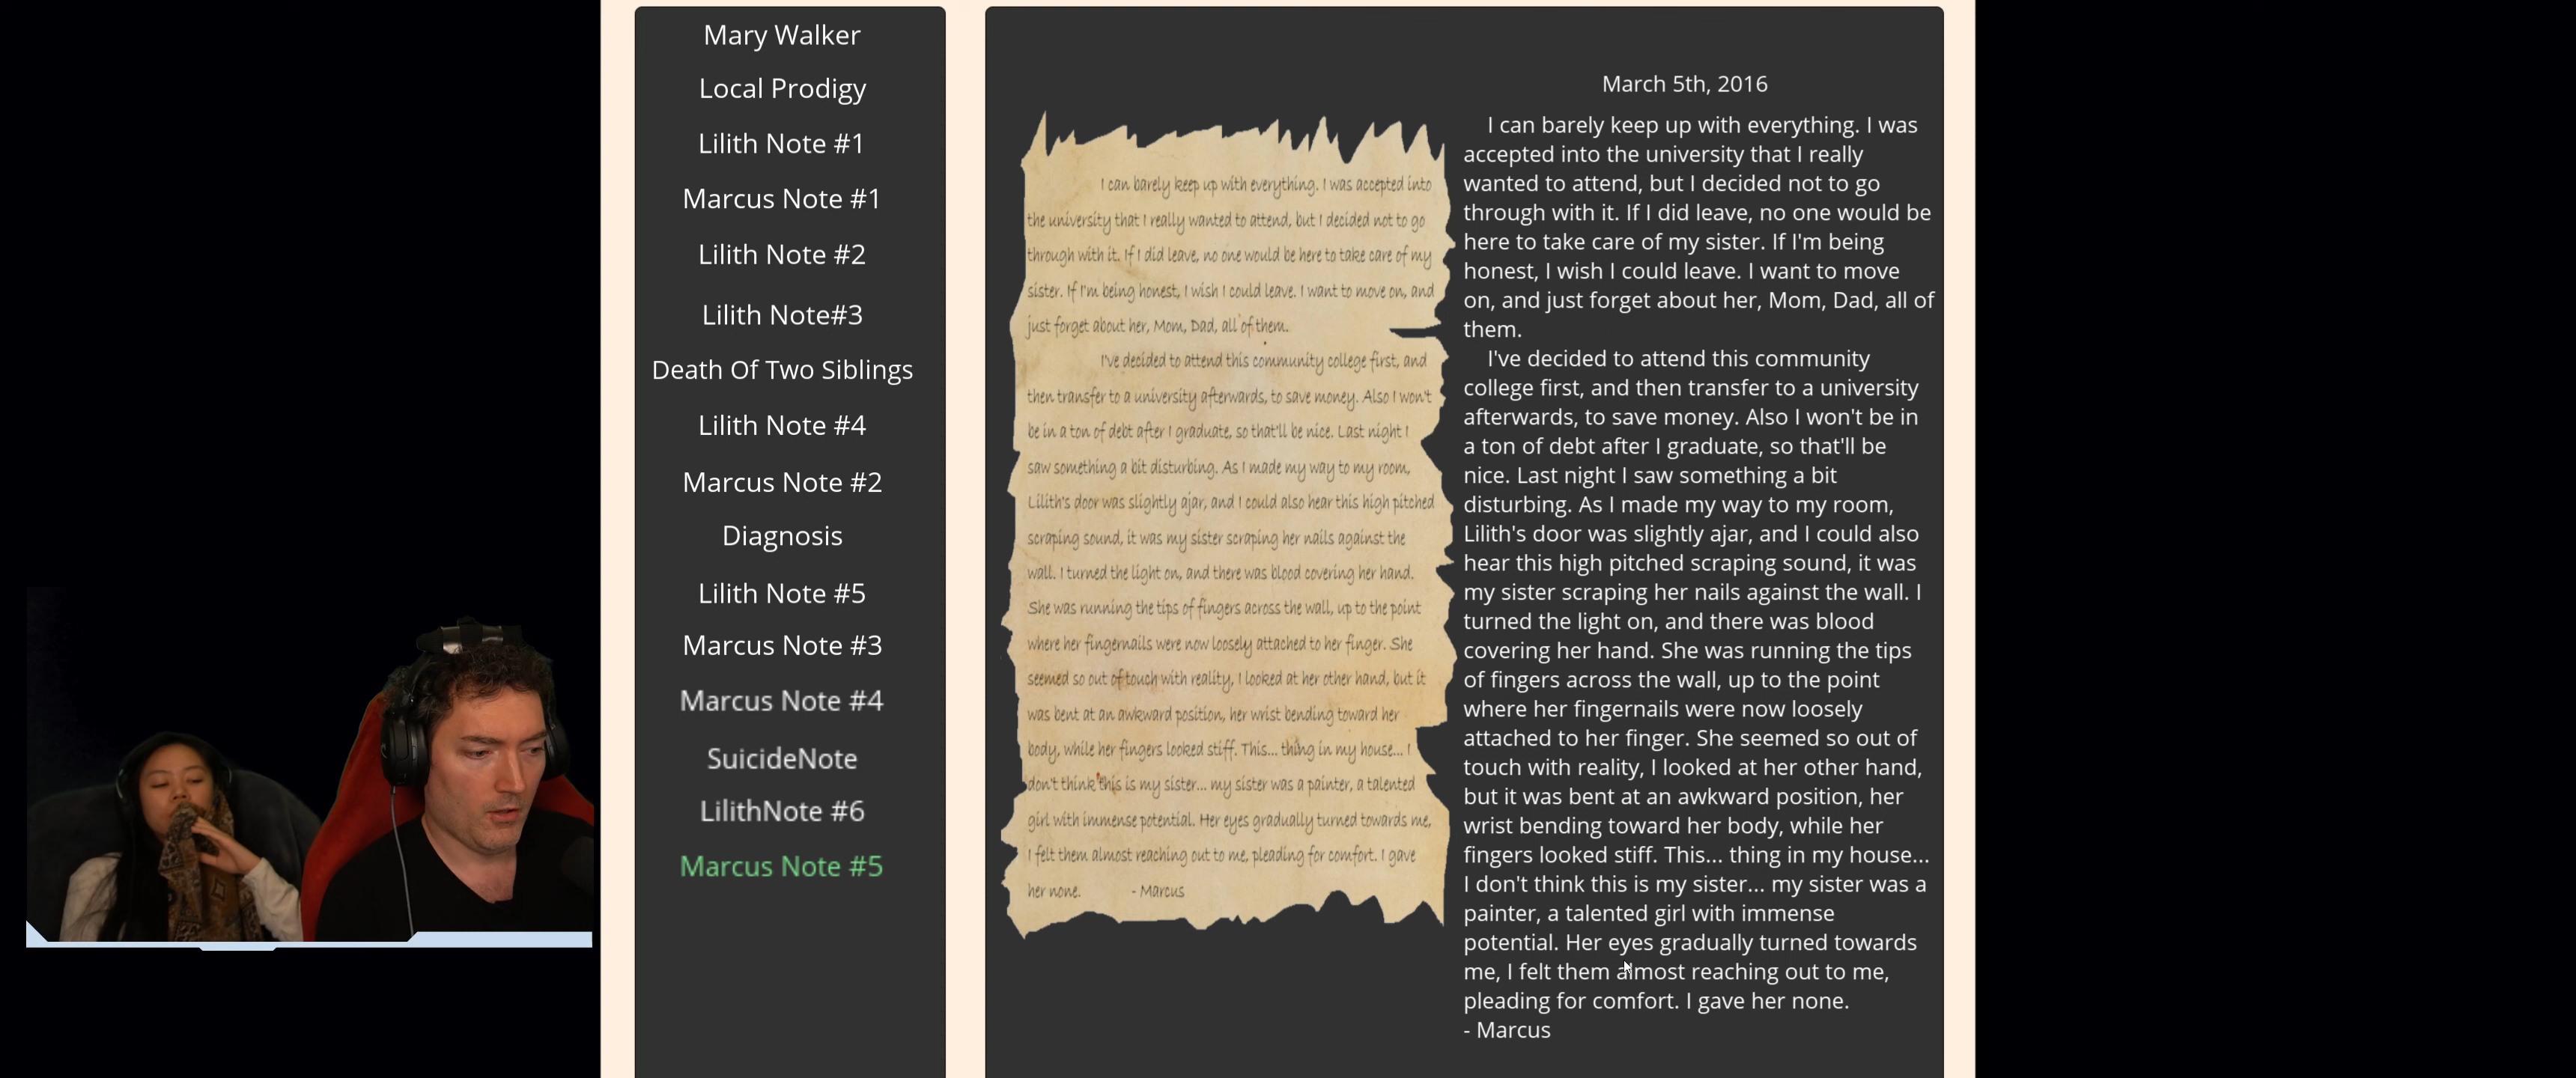 Mary Walker
Local Prodigy
Lilith Note #1
Marcus Note #1
Lilith Note #2
Lilith Note#3
Death Of Two Siblings
Lilith Note #4
Marcus Note #2
Diagnosis
Lilith Note #5
Marcus Note #3
Marcus Note #4
SuicideNote
LilithNote #6
Marcus Note #5
I can barely keep up with everything. I was accepted into
the university that I really wanted to attend, but I decided not to go
through with it. If I did leave, no one would be here to take care of my
sister. If I'm being honest, I wish I could leave. I want to move on, and
just forget about her, Mom, Dad, all of them.
I've decided to attend this community college first, and
then transfer to a university afterwards, to save money. Also I won't
be in a ton of debt after I graduate, so that'll be nice. Last night I
saw something a bit disturbing. As I made my way to my room,
Lilith's door was slightly ajar, and I could also hear this high pitched
scraping sound, it was my sister scraping her nails against the
wall. I turned the light on, and there was blood covering her hand.
She was running the tips of fingers across the wall, up to the point
where her fingernails were now loosely attached to her finger. She
seemed so out of touch with reality, I looked at her other hand, but it
was bent at an awkward position, her wrist bending toward her
body, while her fingers looked stiff. This... thing in my house... I
don't think this is my sister... my sister was a painter, a talented
girl with immense potential. Her eyes gradually turned towards me,
I felt them almost reaching out to me, pleading for comfort. I gave
her none. - Marcus
March 5th, 2016
I can barely keep up with everything. I was
accepted into the university that I really
wanted to attend, but I decided not to go
through with it. If I did leave, no one would be
here to take care of my sister. If I'm being
honest, I wish I could leave. I want to move
on, and just forget about her, Mom, Dad, all of
them.
I've decided to attend this community
college first, and then transfer to a university
afterwards, to save money. Also I won't be in
a ton of debt after I graduate, so that'll be
nice. Last night I saw something a bit
disturbing. As I made my way to my room,
Lilith's door was slightly ajar, and I could also
hear this high pitched scraping sound, it was
my sister scraping her nails against the wall. I
turned the light on, and there was blood
covering her hand. She was running the tips
of fingers across the wall, up to the point
where her fingernails were now loosely
attached to her finger. She seemed so out of
touch with reality, I looked at her other hand,
but it was bent at an awkward position, her
wrist bending toward her body, while her
fingers looked stiff. This... thing in my house...
I don't think this is my sister... my sister was a
painter, a talented girl with immense
potential. Her eyes gradually turned towards
me, I felt them almost reaching out to me,
pleading for comfort. I gave her none.
- Marcus